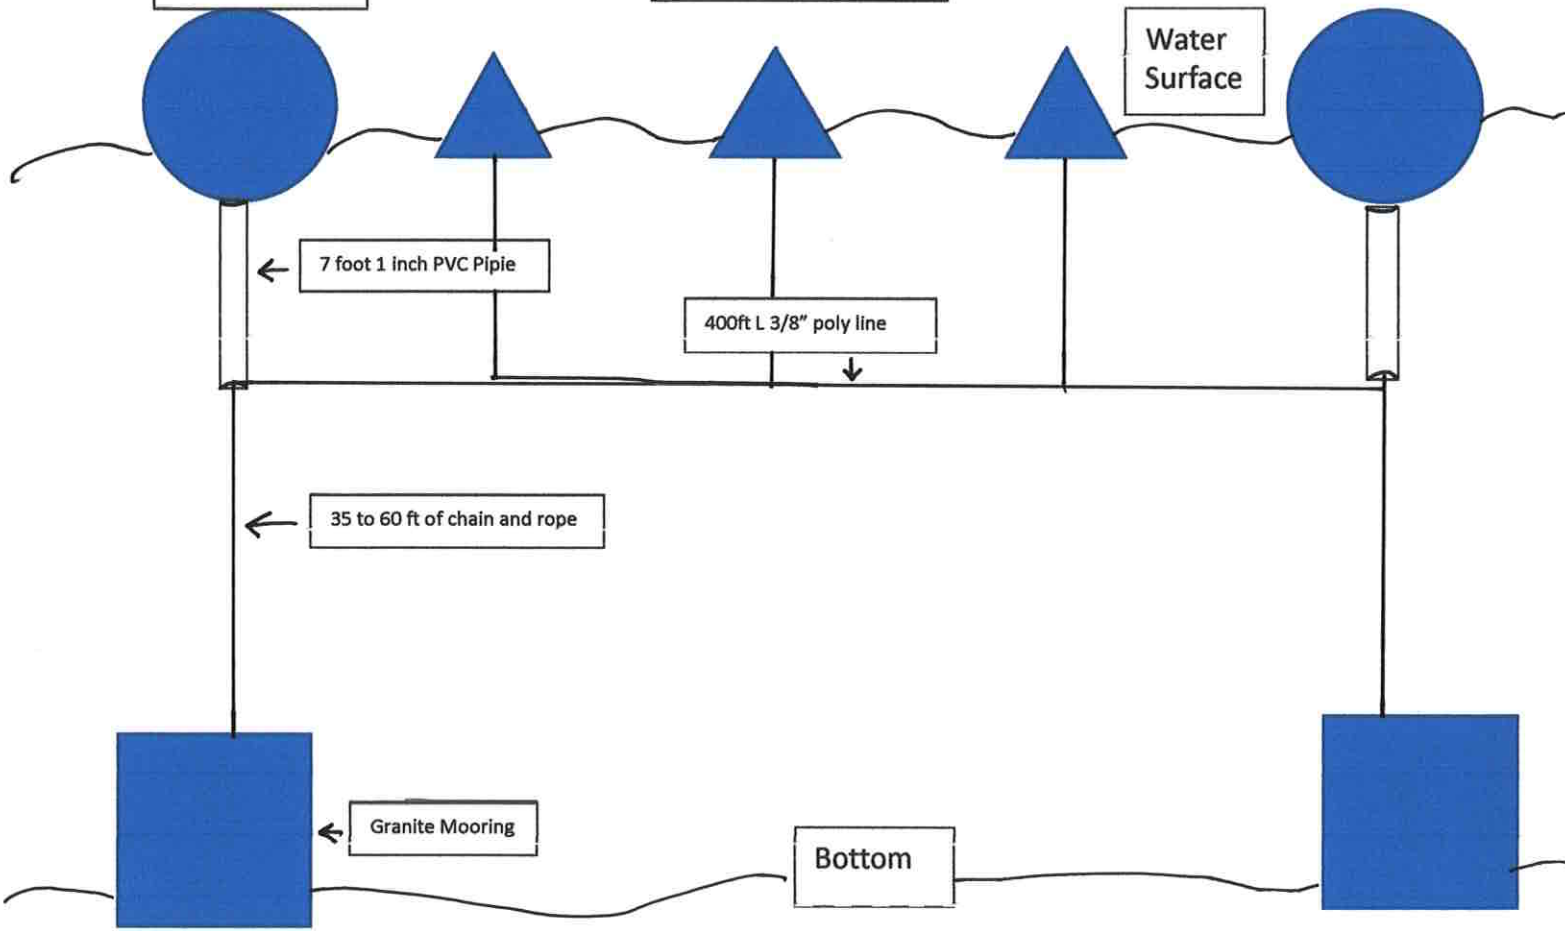 Water
Surface
7 foot 1 inch PVC Pipie
400ft L 3/8” poly line
35 to 60 ft of chain and rope
Granite Mooring
Bottom